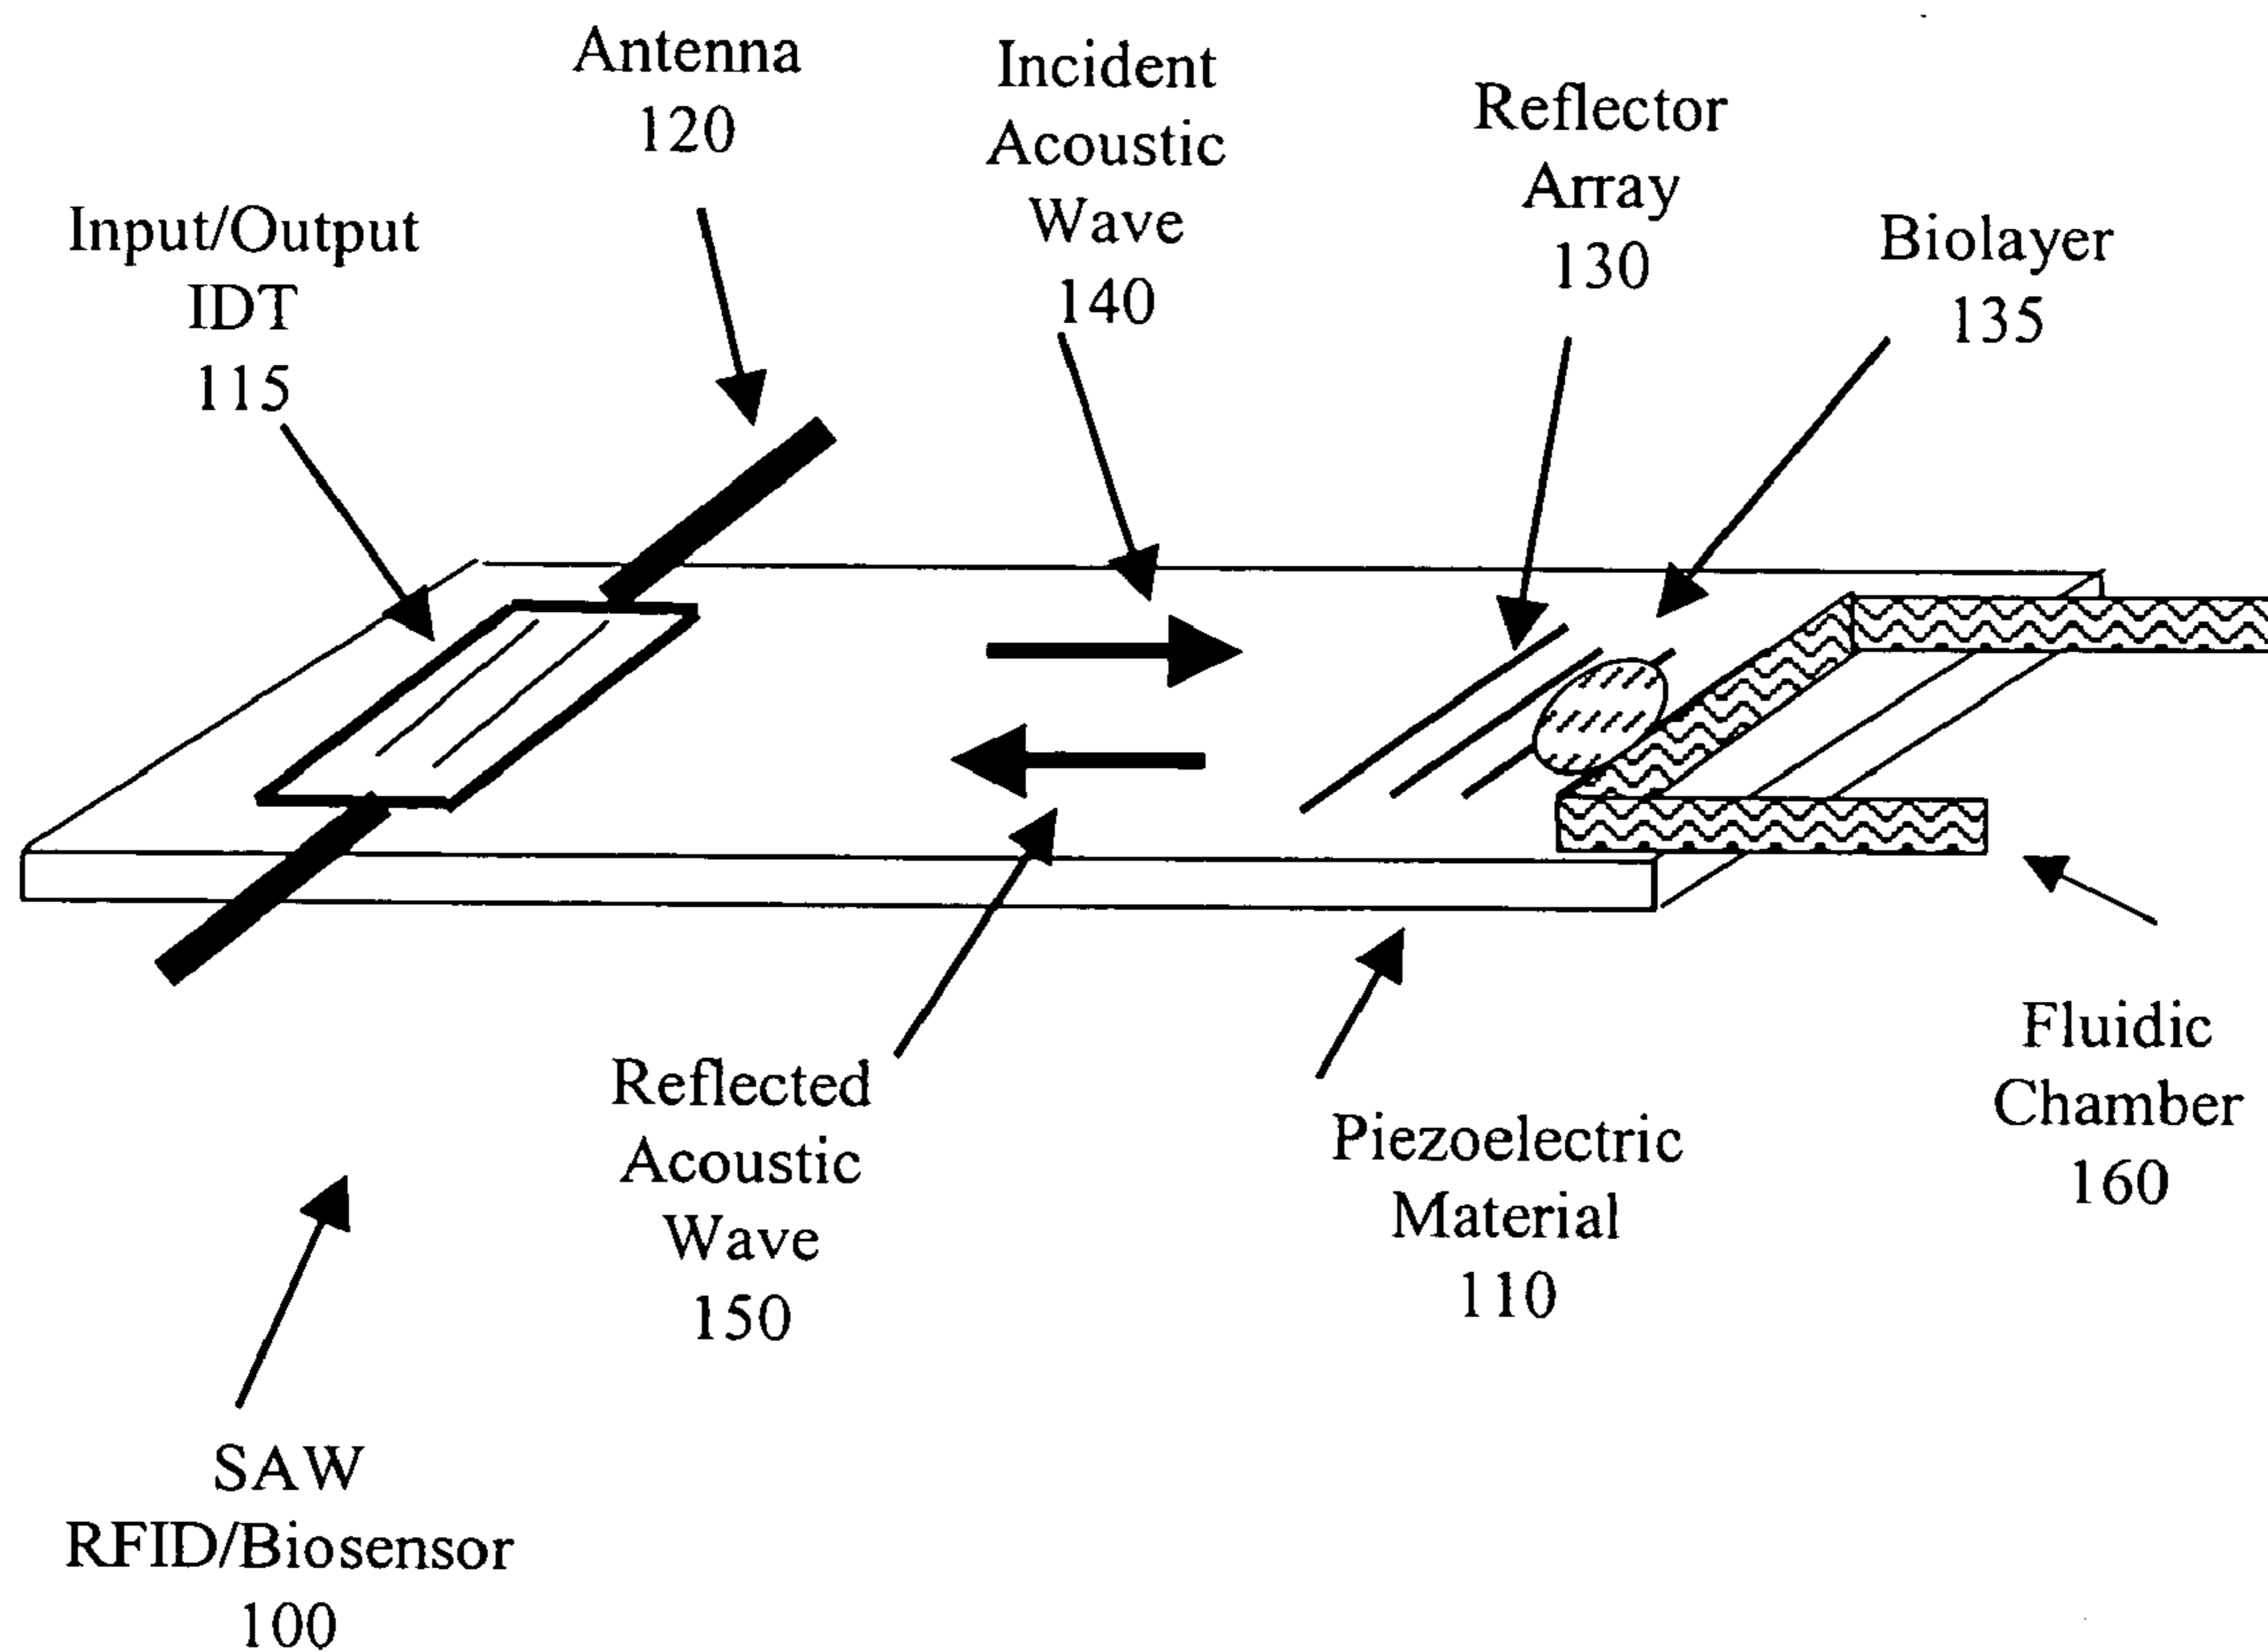 Antenna
120
Incident
Acoustic
Wave
140
Reflector
Array
130
Biolayer
135
Input/Output
IDT
115
Reflected
Acoustic
Wave
150
Piezoelectric
Material
110
Fluidic
Chamber
160
SAW
RFID/Biosensor
100